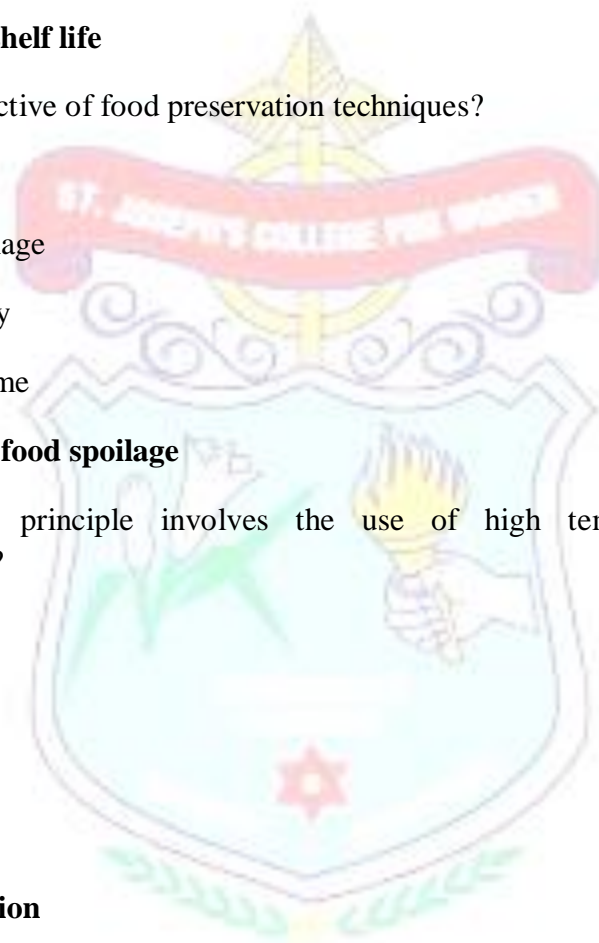 helf life
ctive of food preservation techniques?
ST. JOSEPH'S COLLEGE FOR WOMEN
age
y
me
food spoilage
principle involves the use of high ter
?
ion